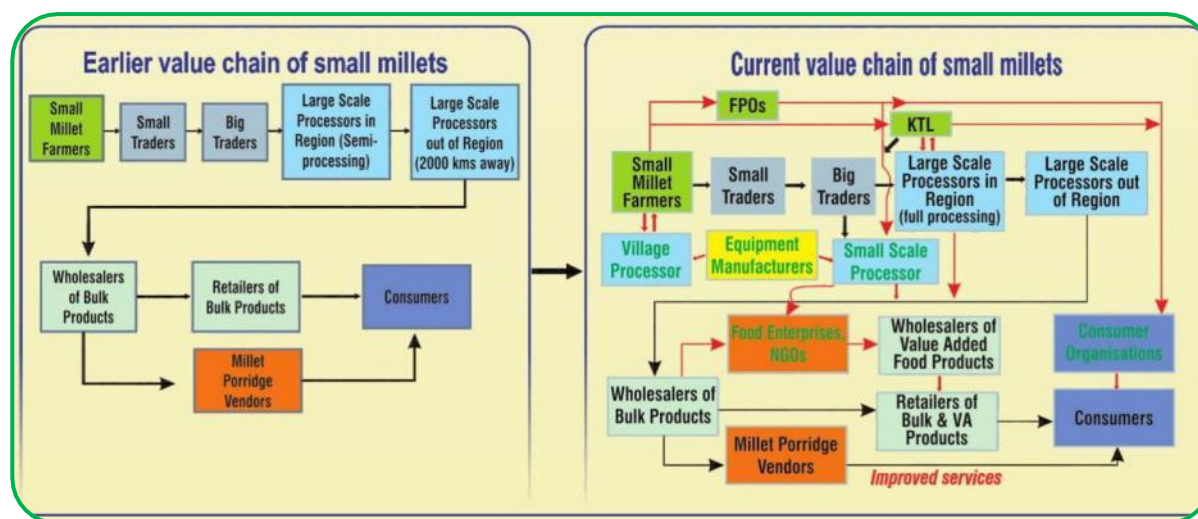 Earlier value chain of small millets
Small
Millet
Farmers
Small
Traders
Big
Traders
Large Scale
Processors in
Region (Semi-
processing)
Large Scale
Processors
out of Region
(2000 kms away)
Wholesalers
of Bulk
Products
Retailers of
Bulk Products
Consumers
Millet
Porridge
Vendors
Current value chain of small millets
FPOs
KTL
Small
Millet
Farmers
Small
Traders
Big
Traders
Large Scale
Processors in
Region
(full processing)
Large Scale
Processors out
of Region
Village
Processor
Equipment
Manufacturers
Small Scale
Processor
Food Enterprises,
NGOs
Wholesalers of
Value Added
Food Products
Consumer
Organisations
Wholesalers of
Bulk Products
Retailers of
Bulk & VA
Products
Consumers
Millet Porridge
Vendors
Improved services